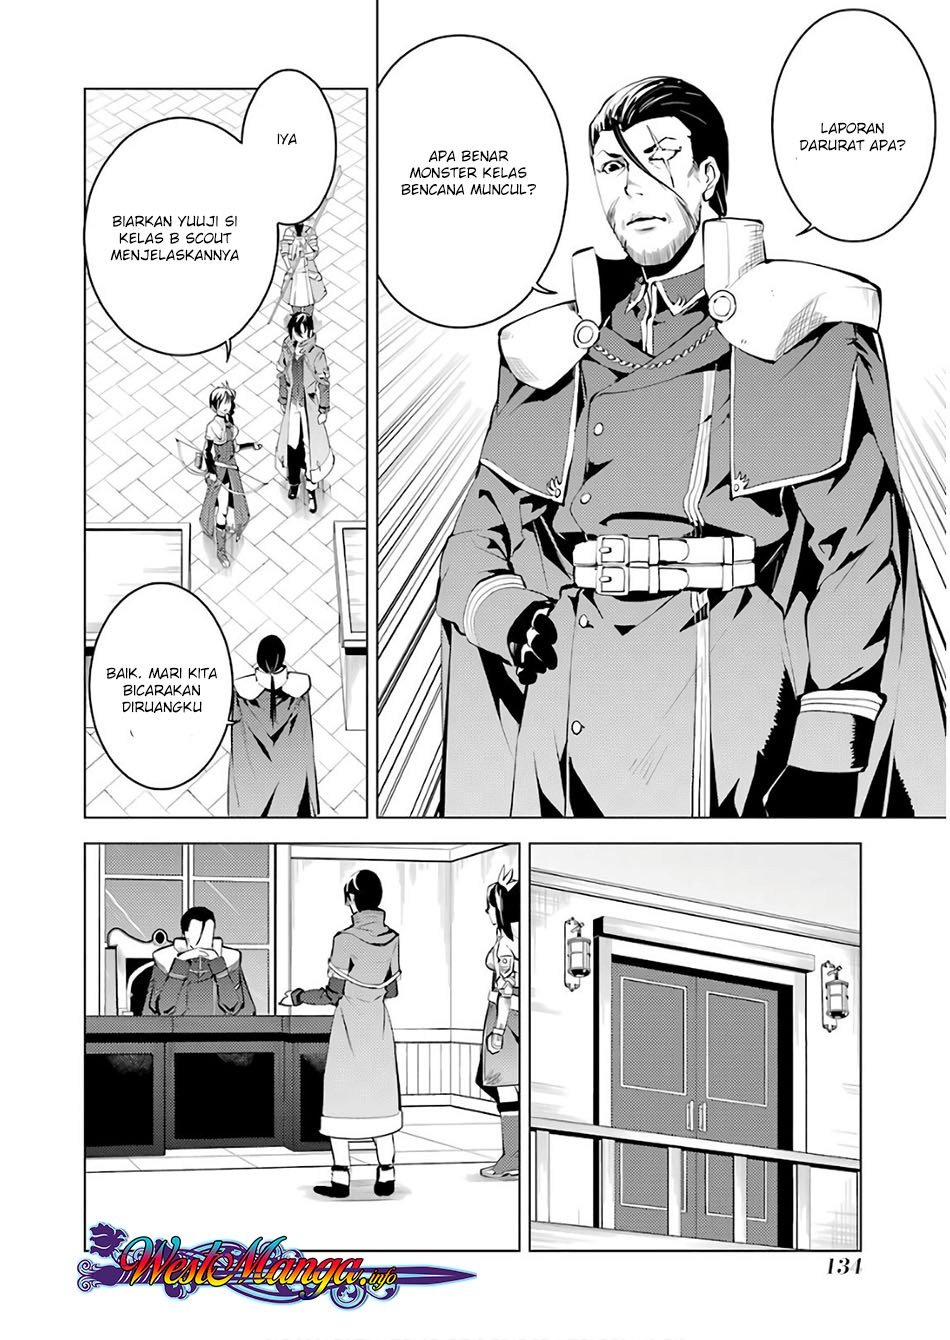 LAPORAN
DARURAT APA?
APA BENAR
MONSTER KELAS
BENCANA MUNCUL?
IYA
BIARKAN YUUJI SI
KELAS B SCOUT
MENJELASKANNYA
BAIK. MARI KITA
BICARAKAN
DIRUANGKU
WestManga.info
134